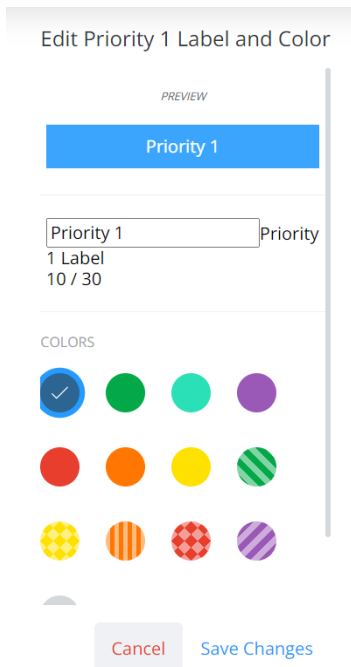 Edit Priority 1 Label and Color
PREVIEW
Priority 1
Priority 1 Priority
1 Label
10 / 30
COLORS
Cancel Save Changes